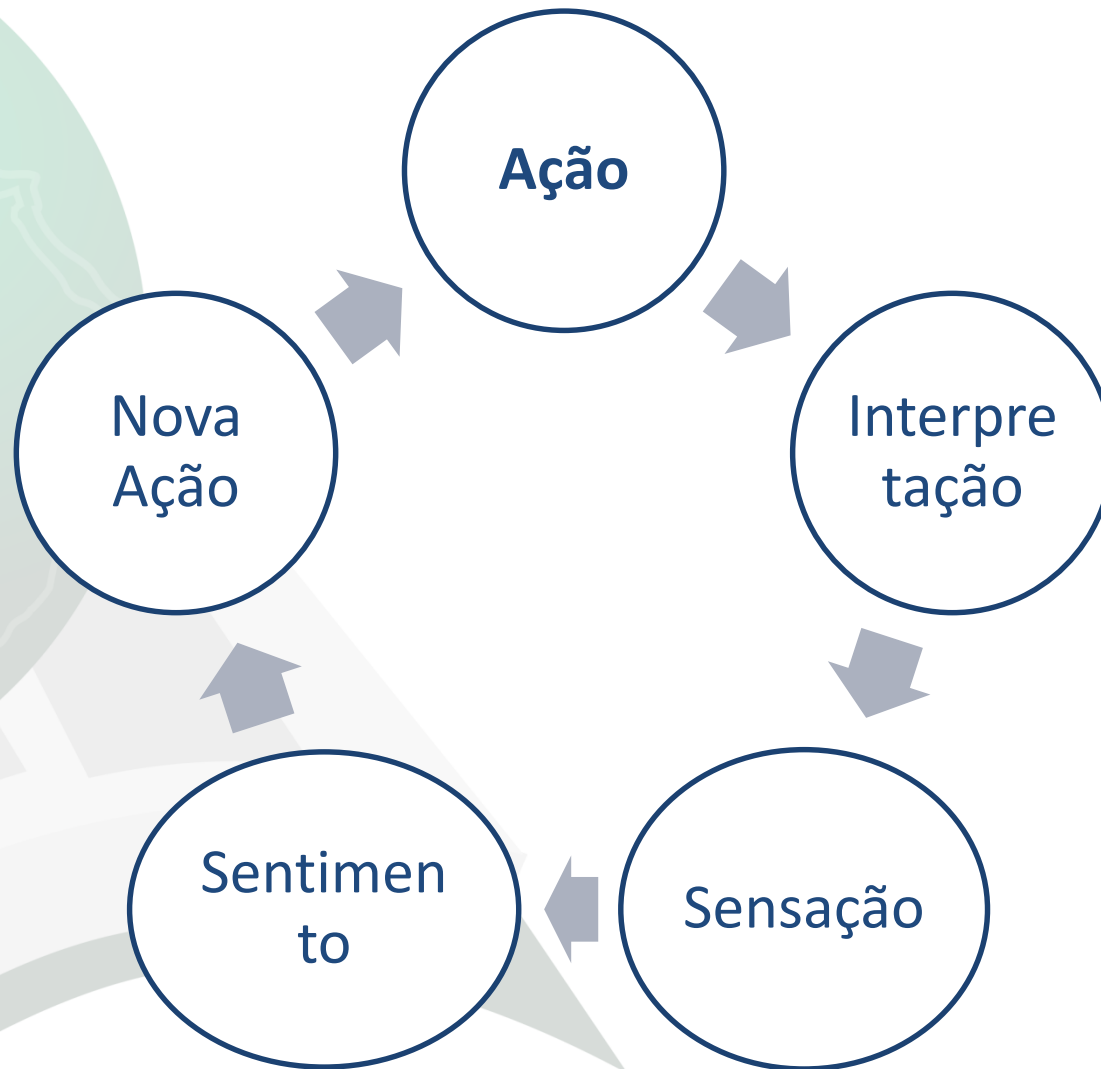 Ação
Interpre
tação
Sensação
Sentimen
to
Nova
Ação